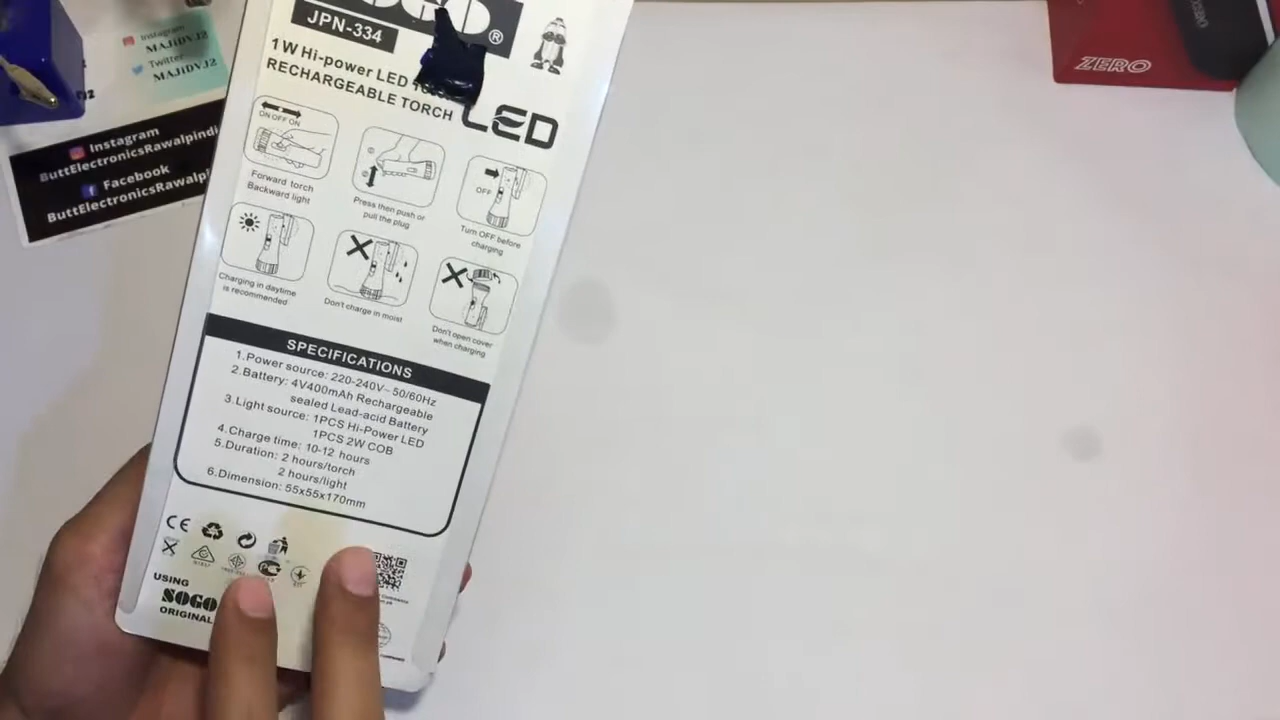 SOGO®
JPN-334
1W Hi-power LED
RECHARGEABLE TORCH
LED
ON OFF ON
Forward torch
Backward light
Press then push or
pull the plug
OFF
Turn OFF before
charging
Charging in daytime
is recommended
Don't charge in moist
Don't open cover
when charging
SPECIFICATIONS
1.Power source: 220-240V~ 50/60Hz
2.Battery: 4V400mAh Rechargeable
sealed Lead-acid Battery
3.Light source: 1PCS Hi-Power LED
1PCS 2W COB
4.Charge time: 10-12 hours
5.Duration: 2 hours/torch
2 hours/light
6.Dimension: 55x55x170mm
CE
USING
SOGO
ORIGINAL
Instagram
MAJiDVJ2
Twitter
MAJiDVJ2
Instagram
ButtElectronicsRawalpindi
Facebook
ButtElectronicsRawalpi
ZERO